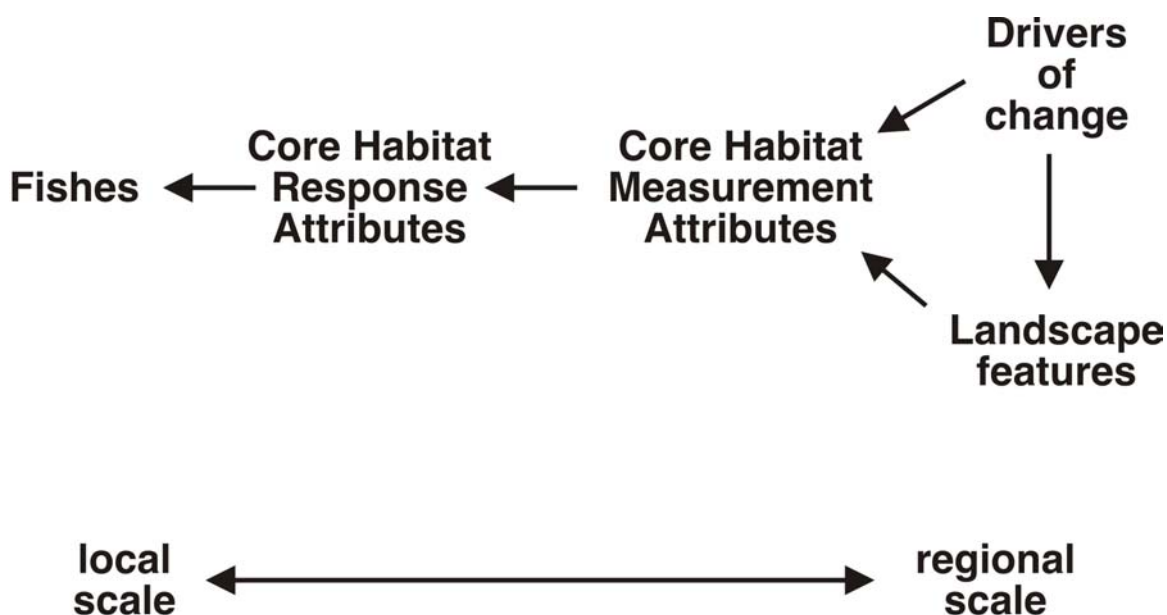 Drivers
of
change
Core Habitat
Measurement
Attributes
Core Habitat
Response
Attributes
Fishes
Landscape
features
local
scale
regional
scale